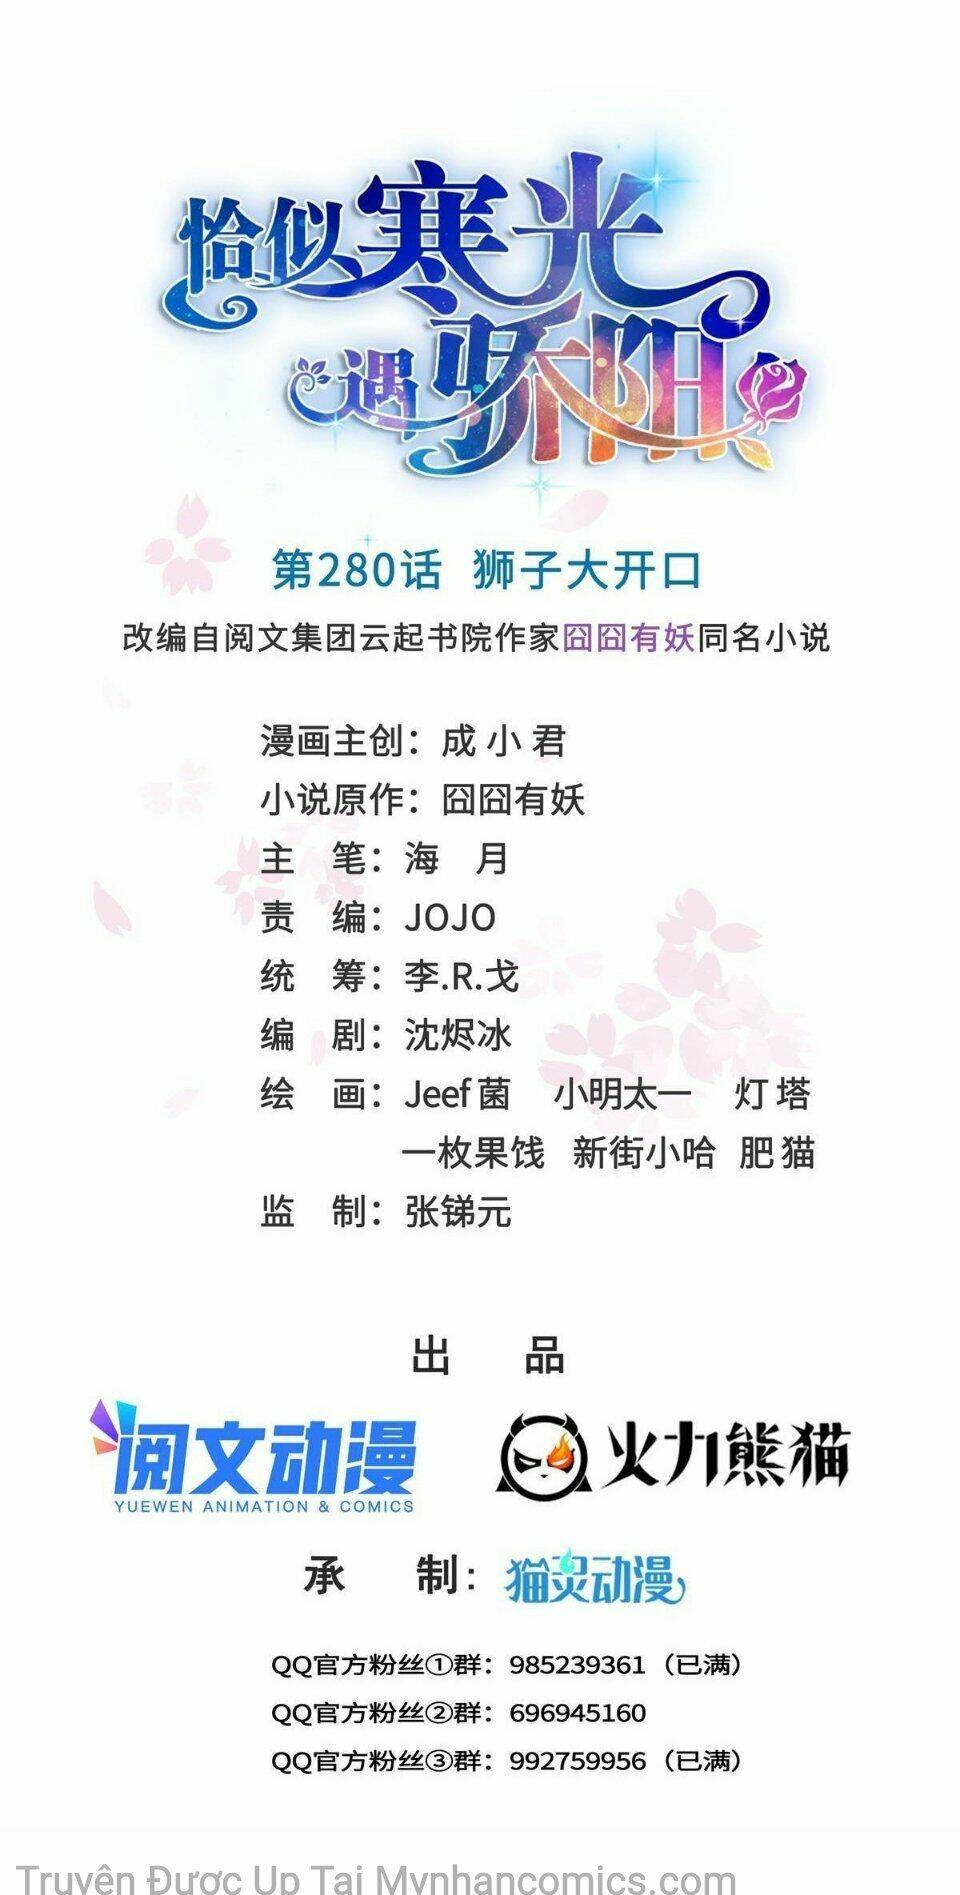 恰似寒光
遇骄阳
第280话 狮子大开口
改编自阅文集团云起书院作家囧囧有妖同名小说
漫画主创：成小君
小说原作：囧囧有妖
主 笔：海 月
责 编：JOJO
统 筹：李.R.戈
编 剧：沈烬冰
绘 画：Jeef菌 小明太一 灯塔
一枚果饯 新街小哈 肥猫
监 制：张锑元
出 品
阅文动漫
YUEWEN ANIMATION & COMICS
火力熊猫
承 制：猫灵动漫
QQ官方粉丝①群：985239361（已满）
QQ官方粉丝②群：696945160
QQ官方粉丝③群：992759956（已满）
Truyện Được Up Tại Mynhancomics.com